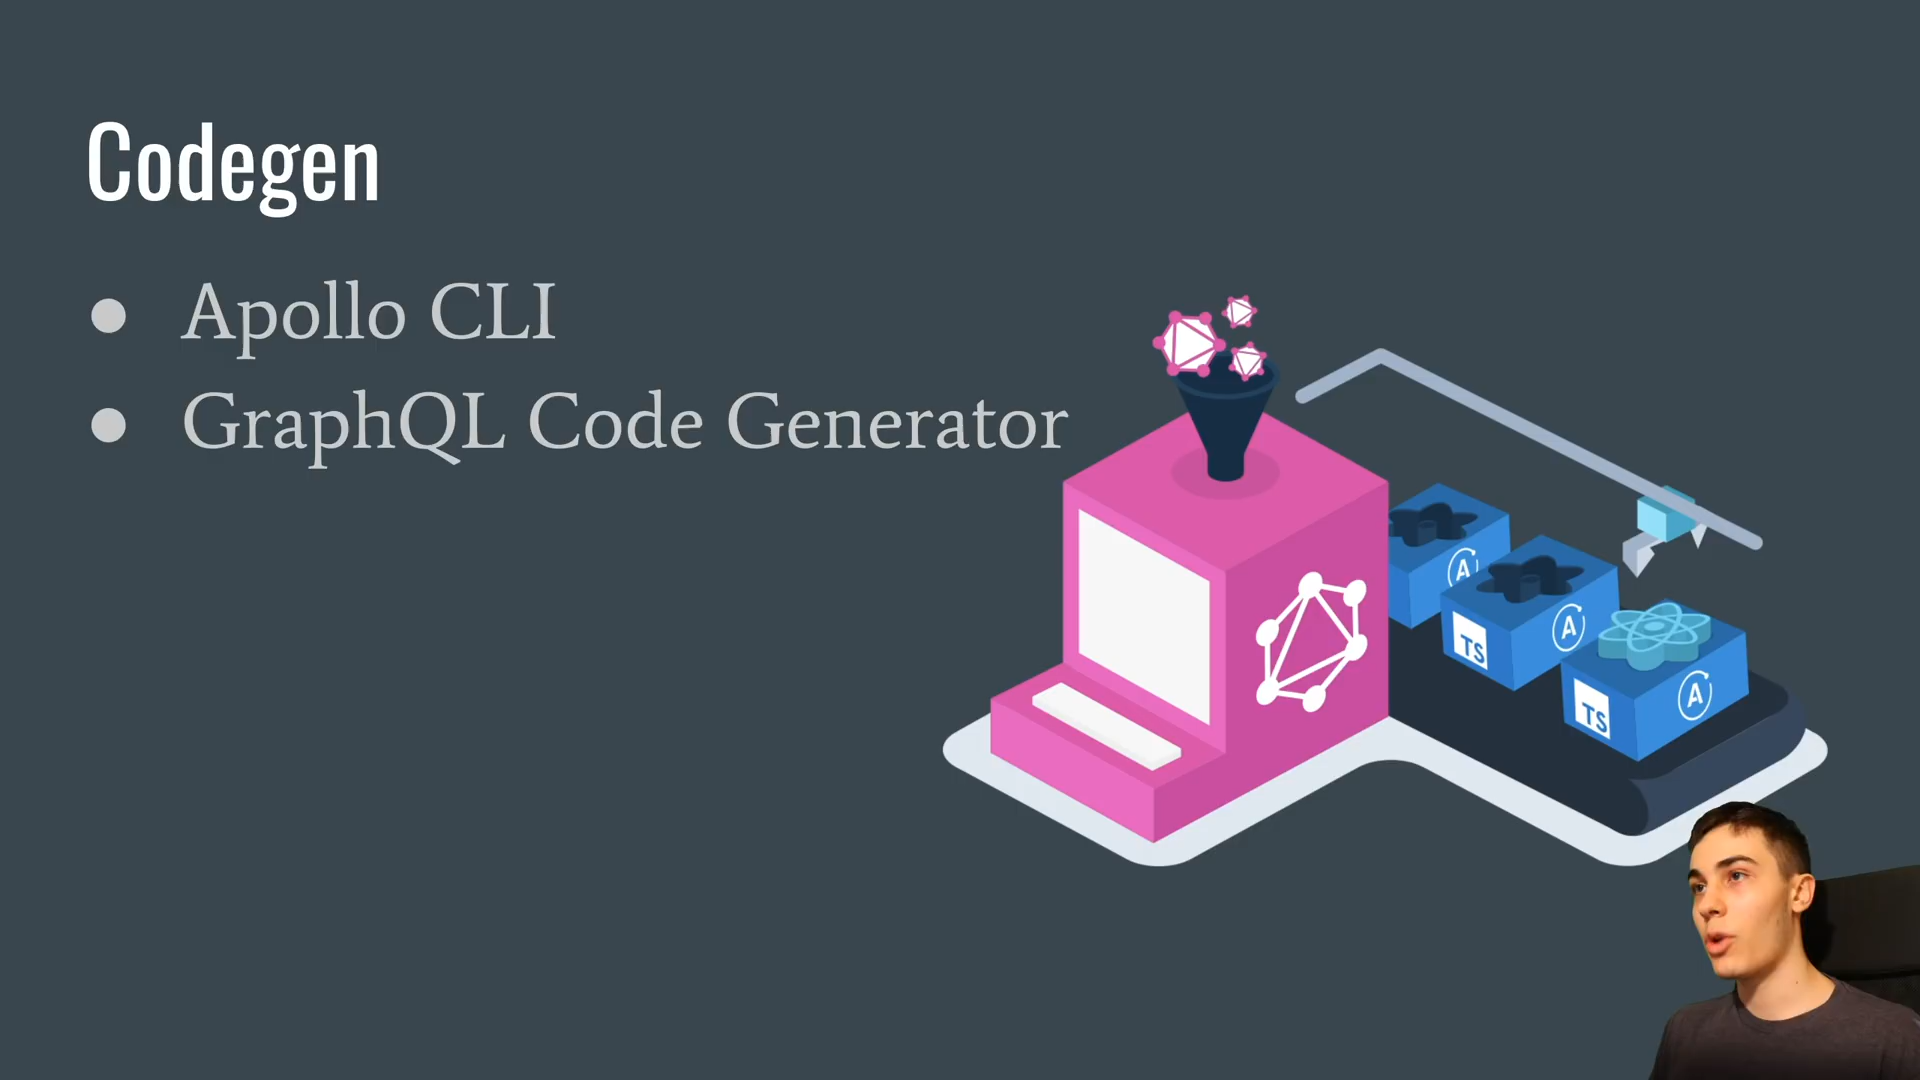 Codegen
● Apollo CLI
● GraphQL Code Generator
A
TS
A
TS
A